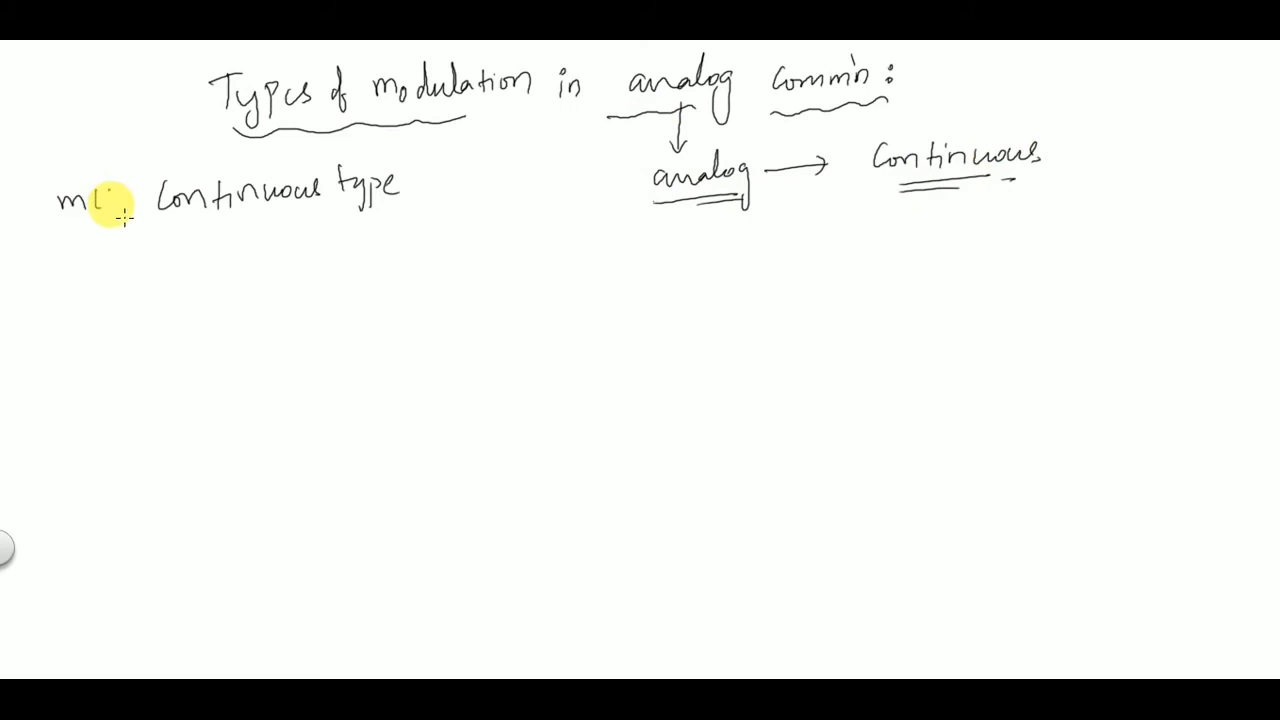 Types of modulation in analog commn:
analog → continuous
m( continuous type